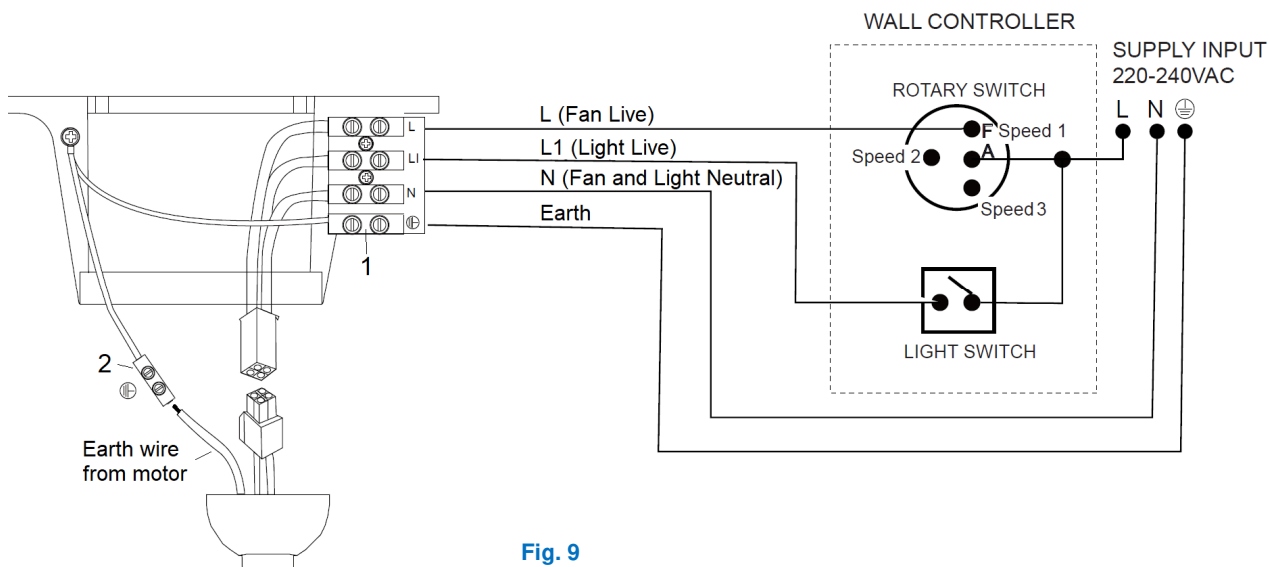 WALL CONTROLLER
SUPPLY INPUT
220-240VAC
L N
ROTARY SWITCH
F Speed 1
Speed 2
A
Speed 3
LIGHT SWITCH
L (Fan Live)
L1 (Light Live)
N (Fan and Light Neutral)
Earth
L
LI
N
1
2
Earth wire
from motor
Fig. 9